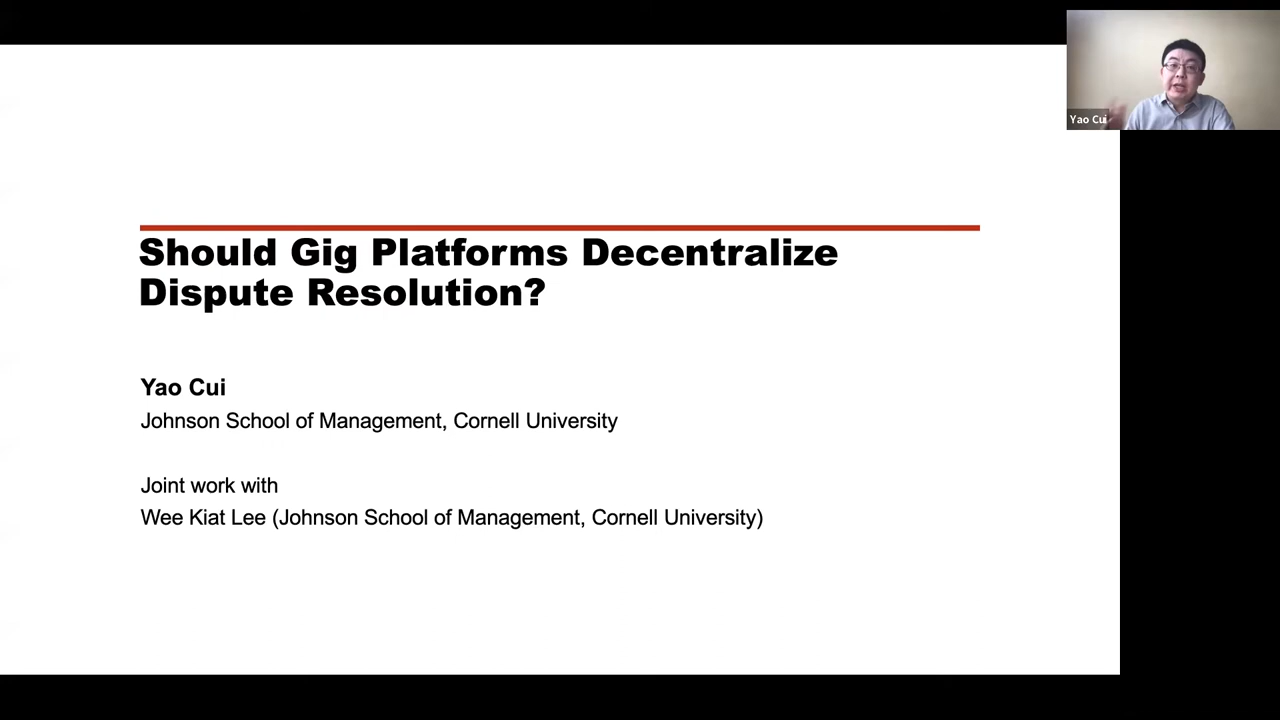 Yao Cui
Should Gig Platforms Decentralize
Dispute Resolution?
Yao Cui
Johnson School of Management, Cornell University
Joint work with
Wee Kiat Lee (Johnson School of Management, Cornell University)